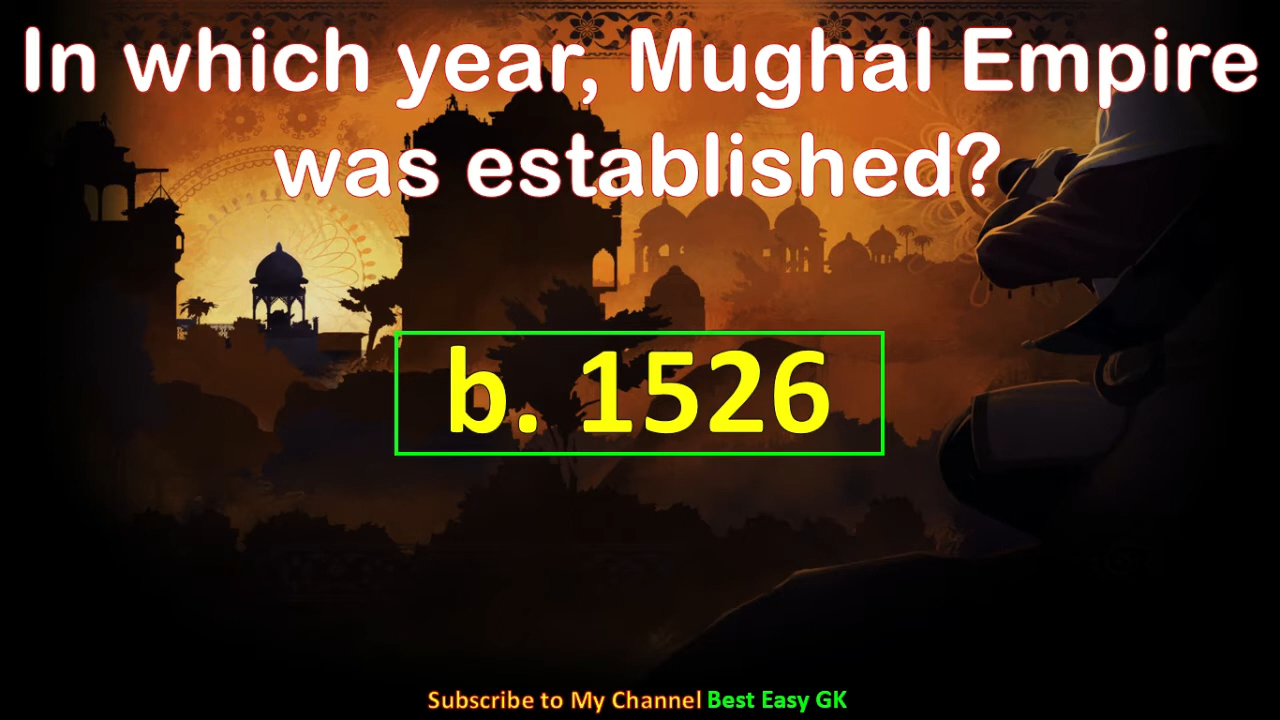 In which year, Mughal Empire
was established?
b. 1526
Subscribe to My Channel Best Easy GK